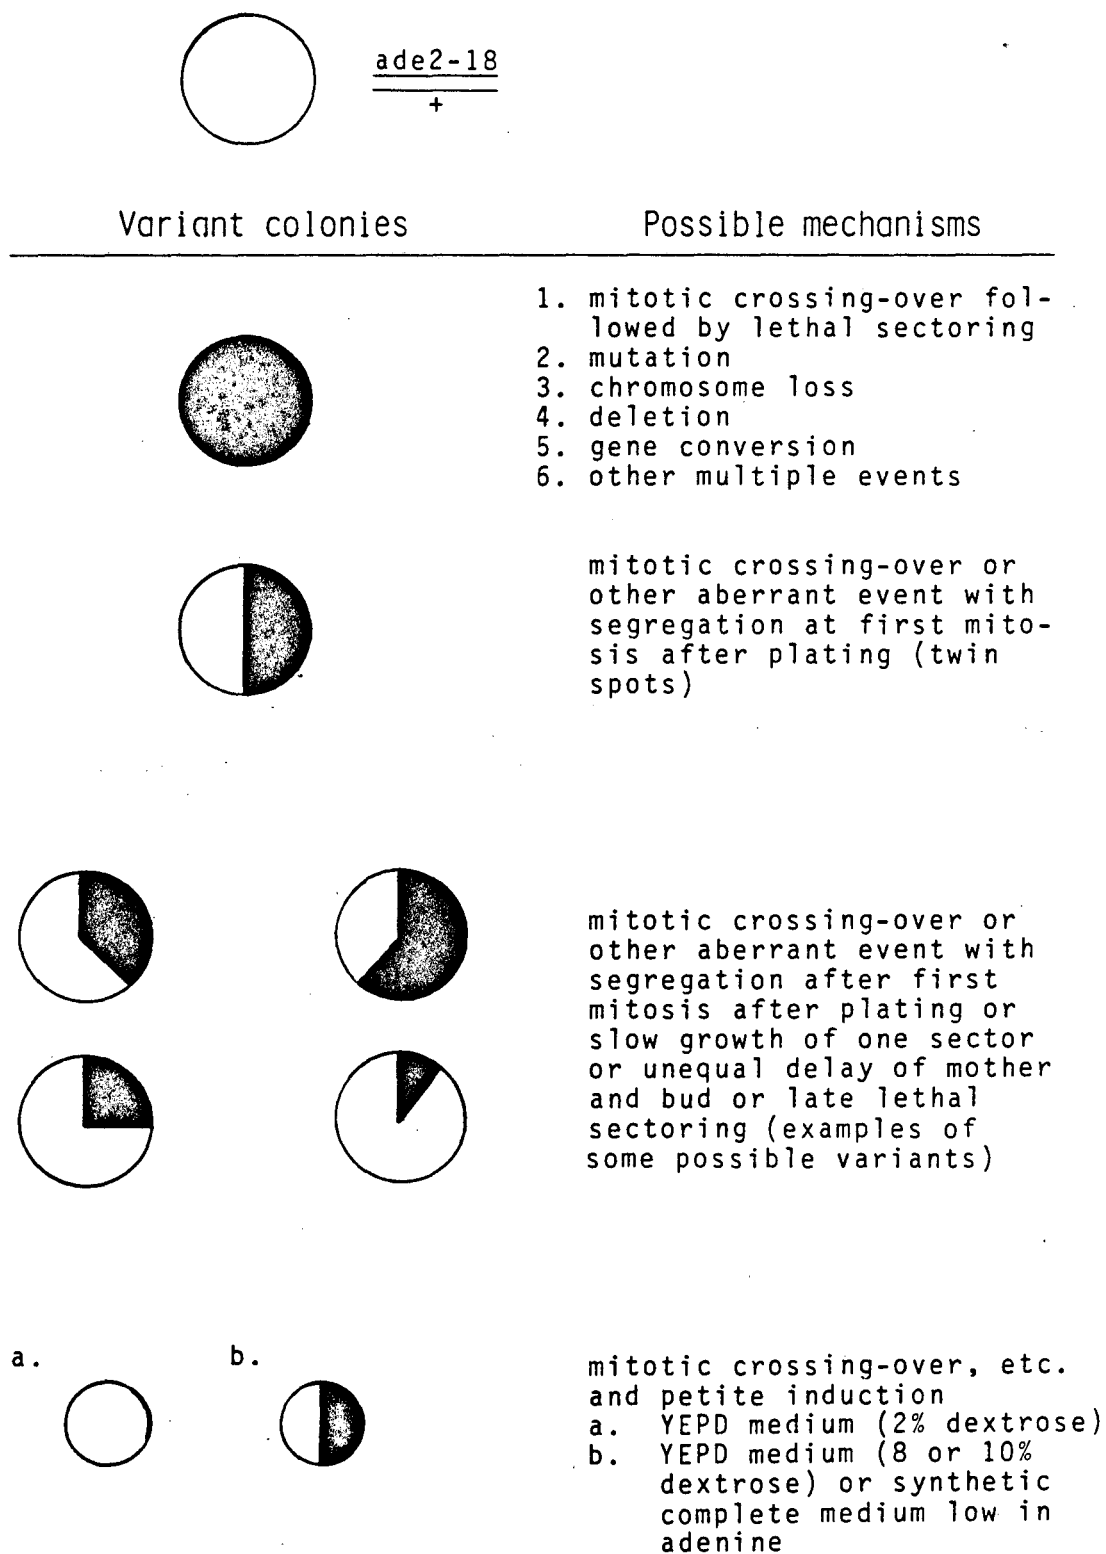 ade2-18
+
Variant colonies
Possible mechanisms
1. mitotic crossing-over fol-
lowed by lethal sectoring
2. mutation
3. chromosome loss
4. deletion
5. gene conversion
6. other multiple events
mitotic crossing-over or
other aberrant event with
segregation at first mito-
sis after plating (twin
spots)
mitotic crossing-over or
other aberrant event with
segregation after first
mitosis after plating or
slow growth of one sector
or unequal delay of mother
and bud or late lethal
sectoring (examples of
some possible variants)
a.
b.
mitotic crossing-over, etc.
and petite induction
a. YEPD medium (2% dextrose)
b. YEPD medium (8 or 10%
dextrose) or synthetic
complete medium low in
adenine